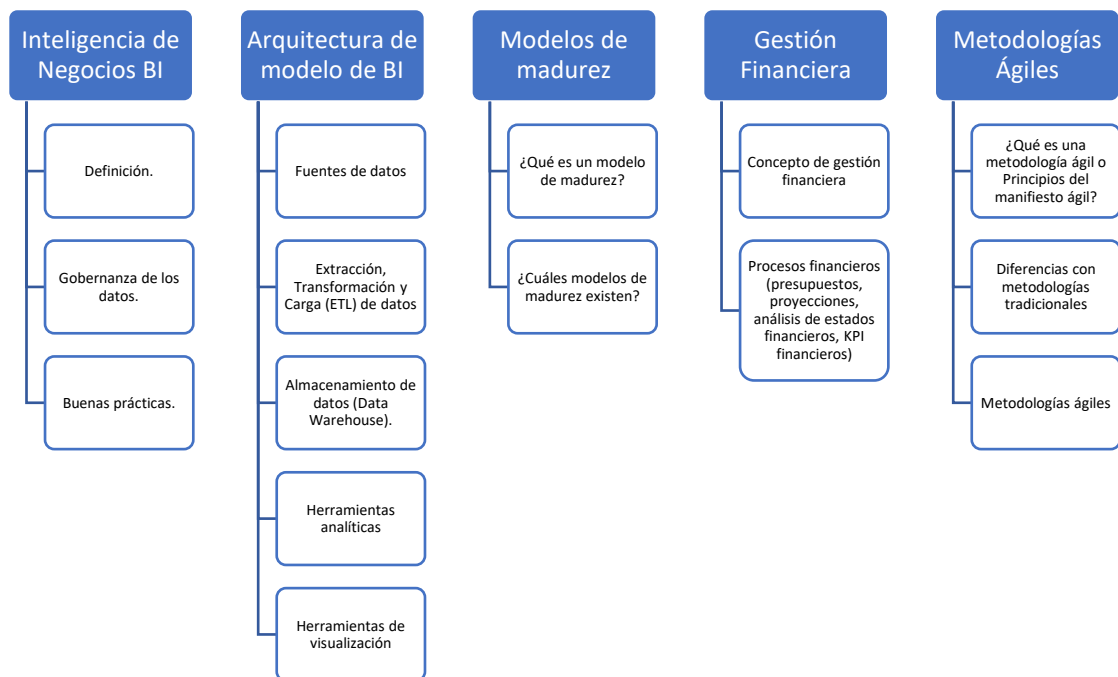 Inteligencia de
Negocios BI
Definición.
Gobernanza de los
datos.
Buenas prácticas.
Arquitectura de
modelo de BI
Fuentes de datos
Extracción,
Transformación y
Carga (ETL) de datos
Almacenamiento de
datos (Data
Warehouse).
Herramientas
analíticas
Herramientas de
visualización
Modelos de
madurez
¿Qué es un modelo
de madurez?
¿Cuáles modelos de
madurez existen?
Gestión
Financiera
Concepto de gestión
financiera
Procesos financieros
(presupuestos,
proyecciones,
análisis de estados
financieros, KPI
financieros)
Metodologías
Ágiles
¿Qué es una
metodología ágil o
Principios del
manifiesto ágil?
Diferencias con
metodologías
tradicionales
Metodologías ágiles